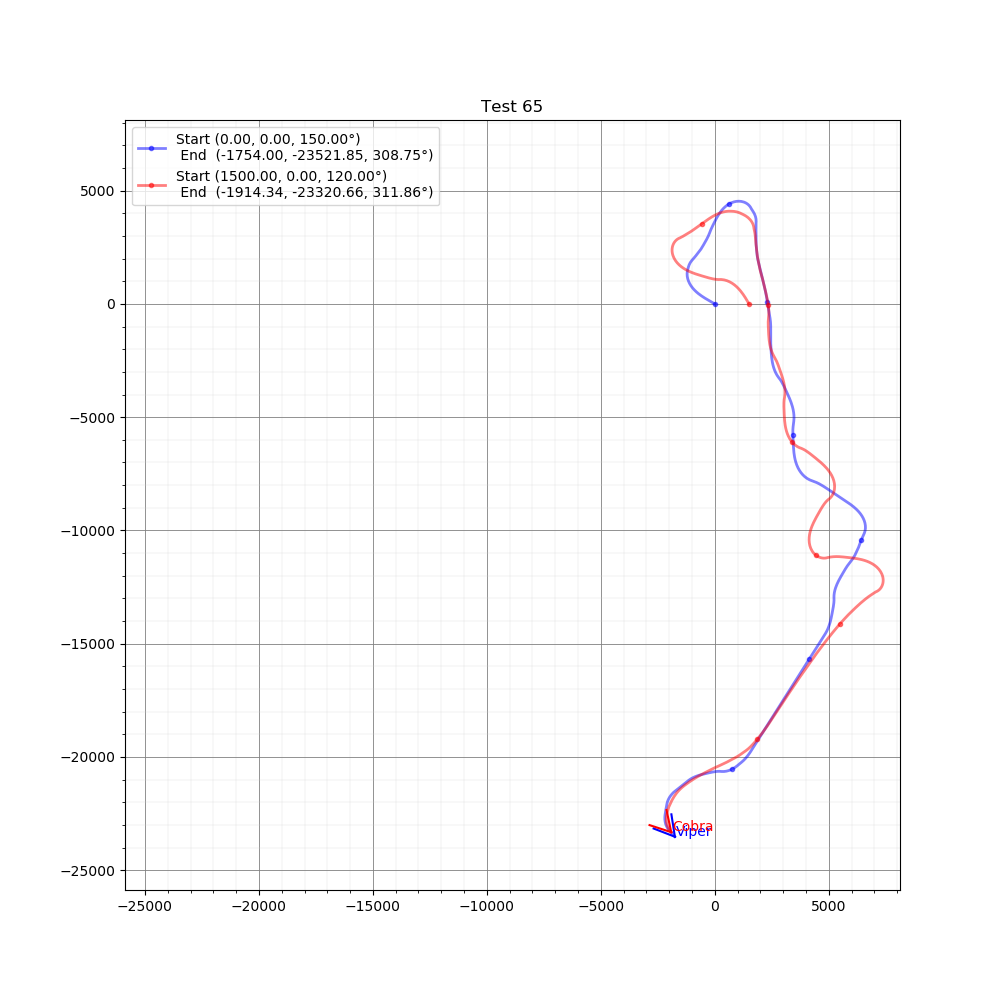 Test 65
Start (0.00, 0.00, 150.00°)
End (-1754.00, -23521.85, 308.75°)
Start (1500.00, 0.00, 120.00°)
End (-1914.34, -23320.66, 311.86°)
5000
0
−5000
−10000
−15000
−20000
−25000
Cobra
Viper
−25000 −20000 −15000 −10000 −5000 0 5000